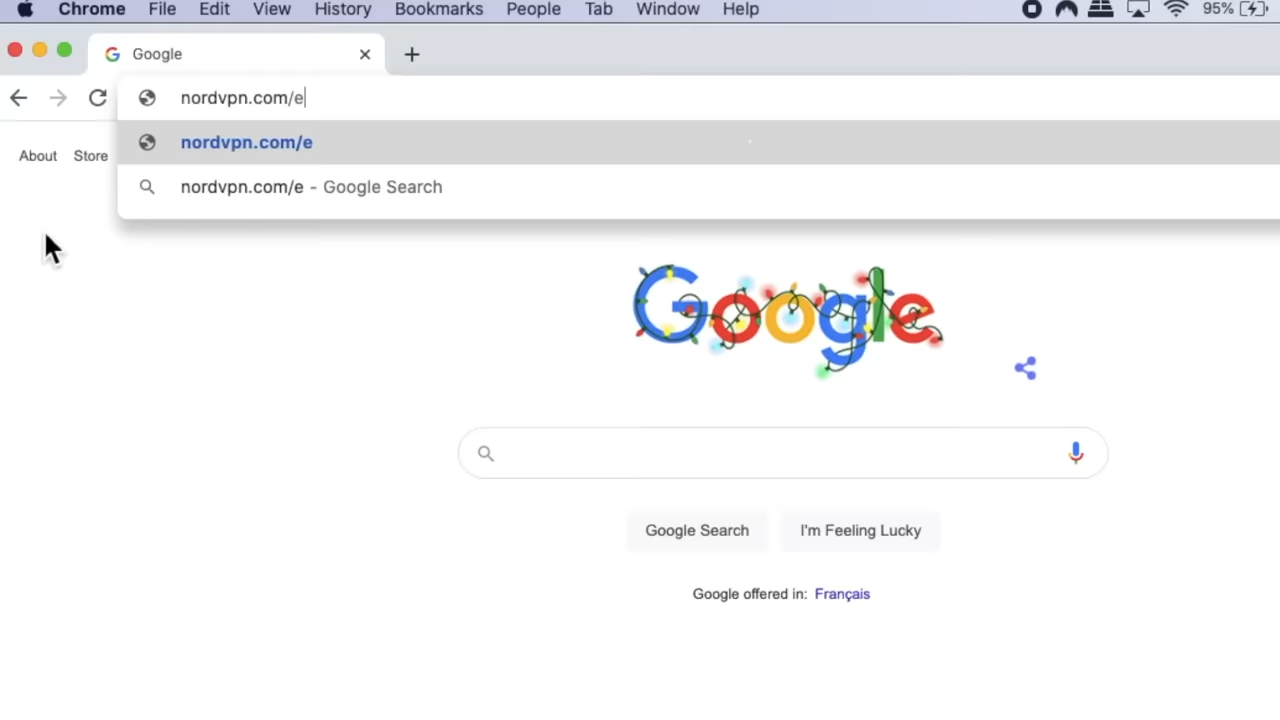 Chrome File Edit View History Bookmarks People Tab Window Help 95%
Google
nordvpn.com/e
nordvpn.com/e
nordvpn.com/e - Google Search
About Store
Google
Google Search I'm Feeling Lucky
Google offered in: Français